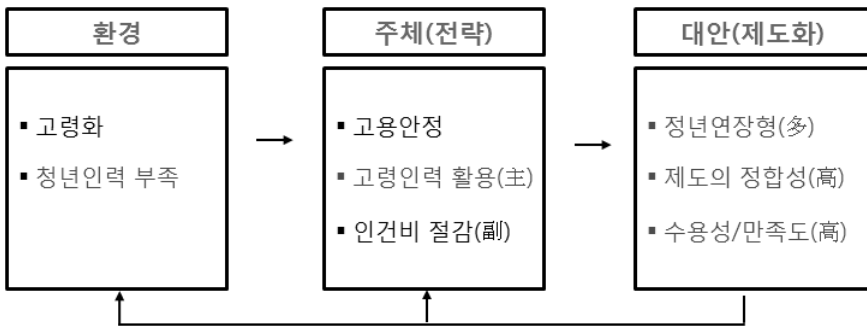 환경
▪ 고령화
▪ 청년인력 부족
주체(전략)
▪ 고용안정
▪ 고령인력 활용(主)
▪ 인건비 절감(副)
대안(제도화)
▪ 정년연장형(多)
▪ 제도의 정합성(高)
▪ 수용성/만족도(高)